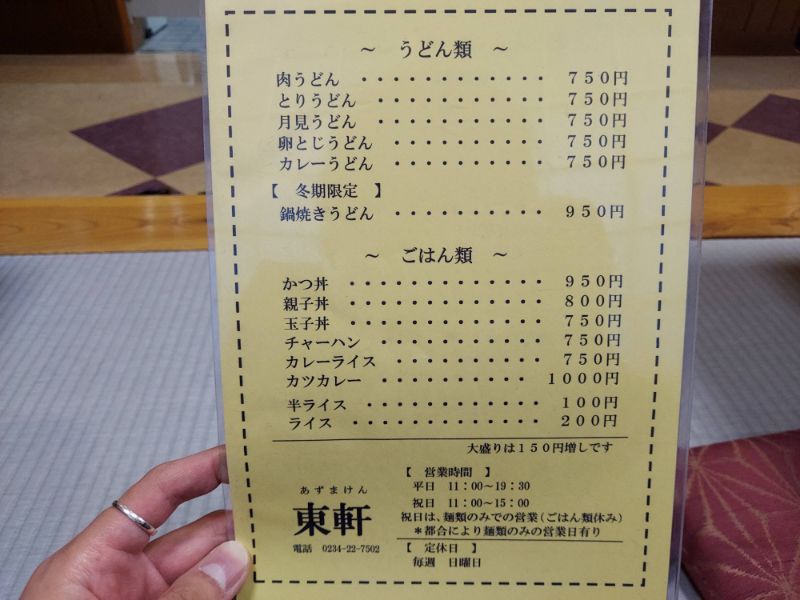 ～ うどん類 ～
肉うどん ・・・・・・・・・・・・ 750円
とりうどん ・・・・・・・・・・・ 750円
月見うどん ・・・・・・・・・・・ 750円
卵とじうどん ・・・・・・・・・・ 750円
カレーうどん ・・・・・・・・・・ 750円
【 冬期限定 】
鍋焼きうどん ・・・・・・・・・・ 950円
～ ごはん類 ～
かつ丼 ・・・・・・・・・・・・・ 950円
親子丼 ・・・・・・・・・・・・・ 800円
玉子丼 ・・・・・・・・・・・・・ 750円
チャーハン ・・・・・・・・・・・ 750円
カレーライス ・・・・・・・・・・ 750円
カツカレー ・・・・・・・・・・ 1000円
半ライス ・・・・・・・・・・・・ 100円
ライス ・・・・・・・・・・・・・ 200円
大盛りは150円増しです
あずまけん
東軒
電話 0234-22-7502
【 営業時間 】
平日 11:00～19:30
祝日 11:00～15:00
祝日は、麺類のみでの営業(ごはん類休み)
＊都合により麺類のみの営業日有り
【 定休日 】
毎週 日曜日